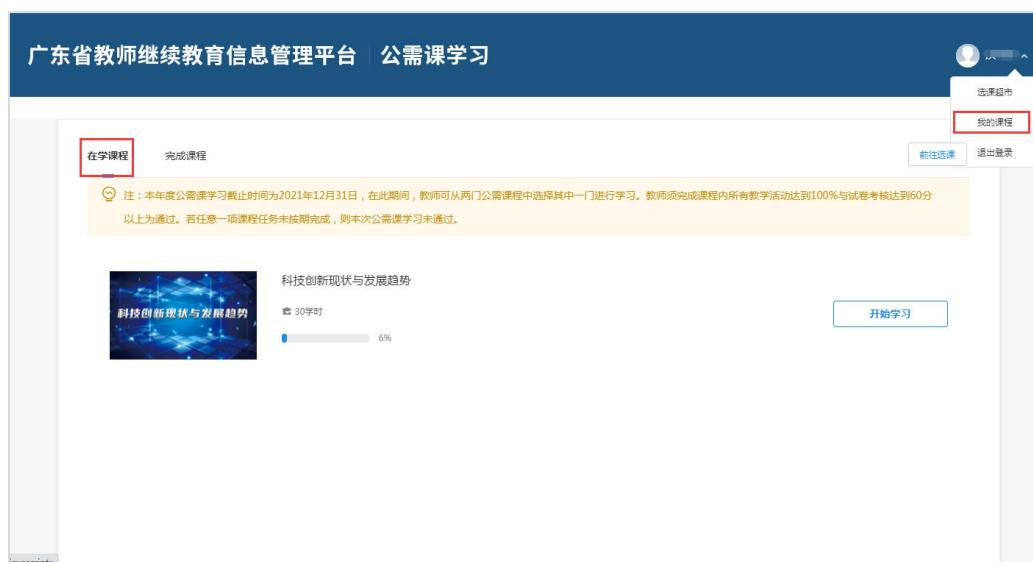 广东省教师继续教育信息管理平台 公需课学习
选课超市
我的课程
退出登录
在学课程 完成课程 前往选课
注：本年度公需课学习截止时间为2021年12月31日，在此期间，教师可从两门公需课程中选择其中一门进行学习。教师须完成课程内所有教学活动达到100%与试卷考核达到60分
以上为通过。若任意一项课程任务未按期完成，则本次公需课学习未通过。
科技创新现状与发展趋势
科技创新现状与发展趋势
30学时
开始学习
6%